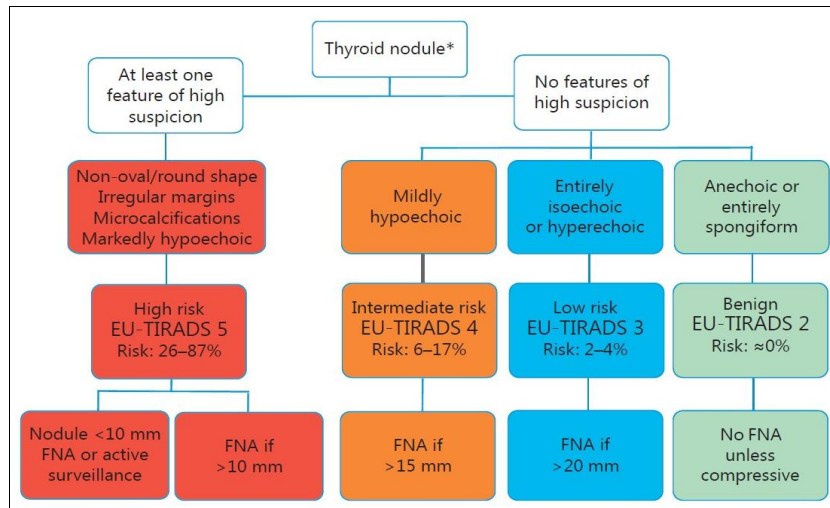 Thyroid nodule*
At least one
feature of high
suspicion
No features of
high suspicion
Non-oval/round shape
Irregular margins
Microcalcifications
Markedly hypoechoic
Mildly
hypoechoic
Entirely
isoechoic
or hyperechoic
Anechoic or
entirely
spongiform
High risk
EU-TIRADS 5
Risk: 26–87%
Intermediate risk
EU-TIRADS 4
Risk: 6–17%
Low risk
EU-TIRADS 3
Risk: 2–4%
Benign
EU-TIRADS 2
Risk: ≈0%
Nodule <10 mm
FNA or active
surveillance
FNA if
>10 mm
FNA if
>15 mm
FNA if
>20 mm
No FNA
unless
compressive